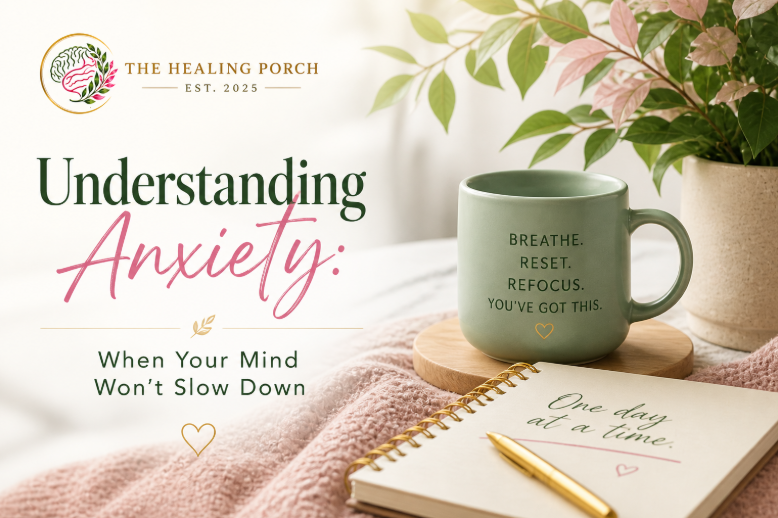 THE HEALING PORCH
EST. 2025
Understanding
Anxiety:
When Your Mind
Won't Slow Down
BREATHE.
RESET.
REFOCUS.
YOU'VE GOT THIS.
One day
at a time.